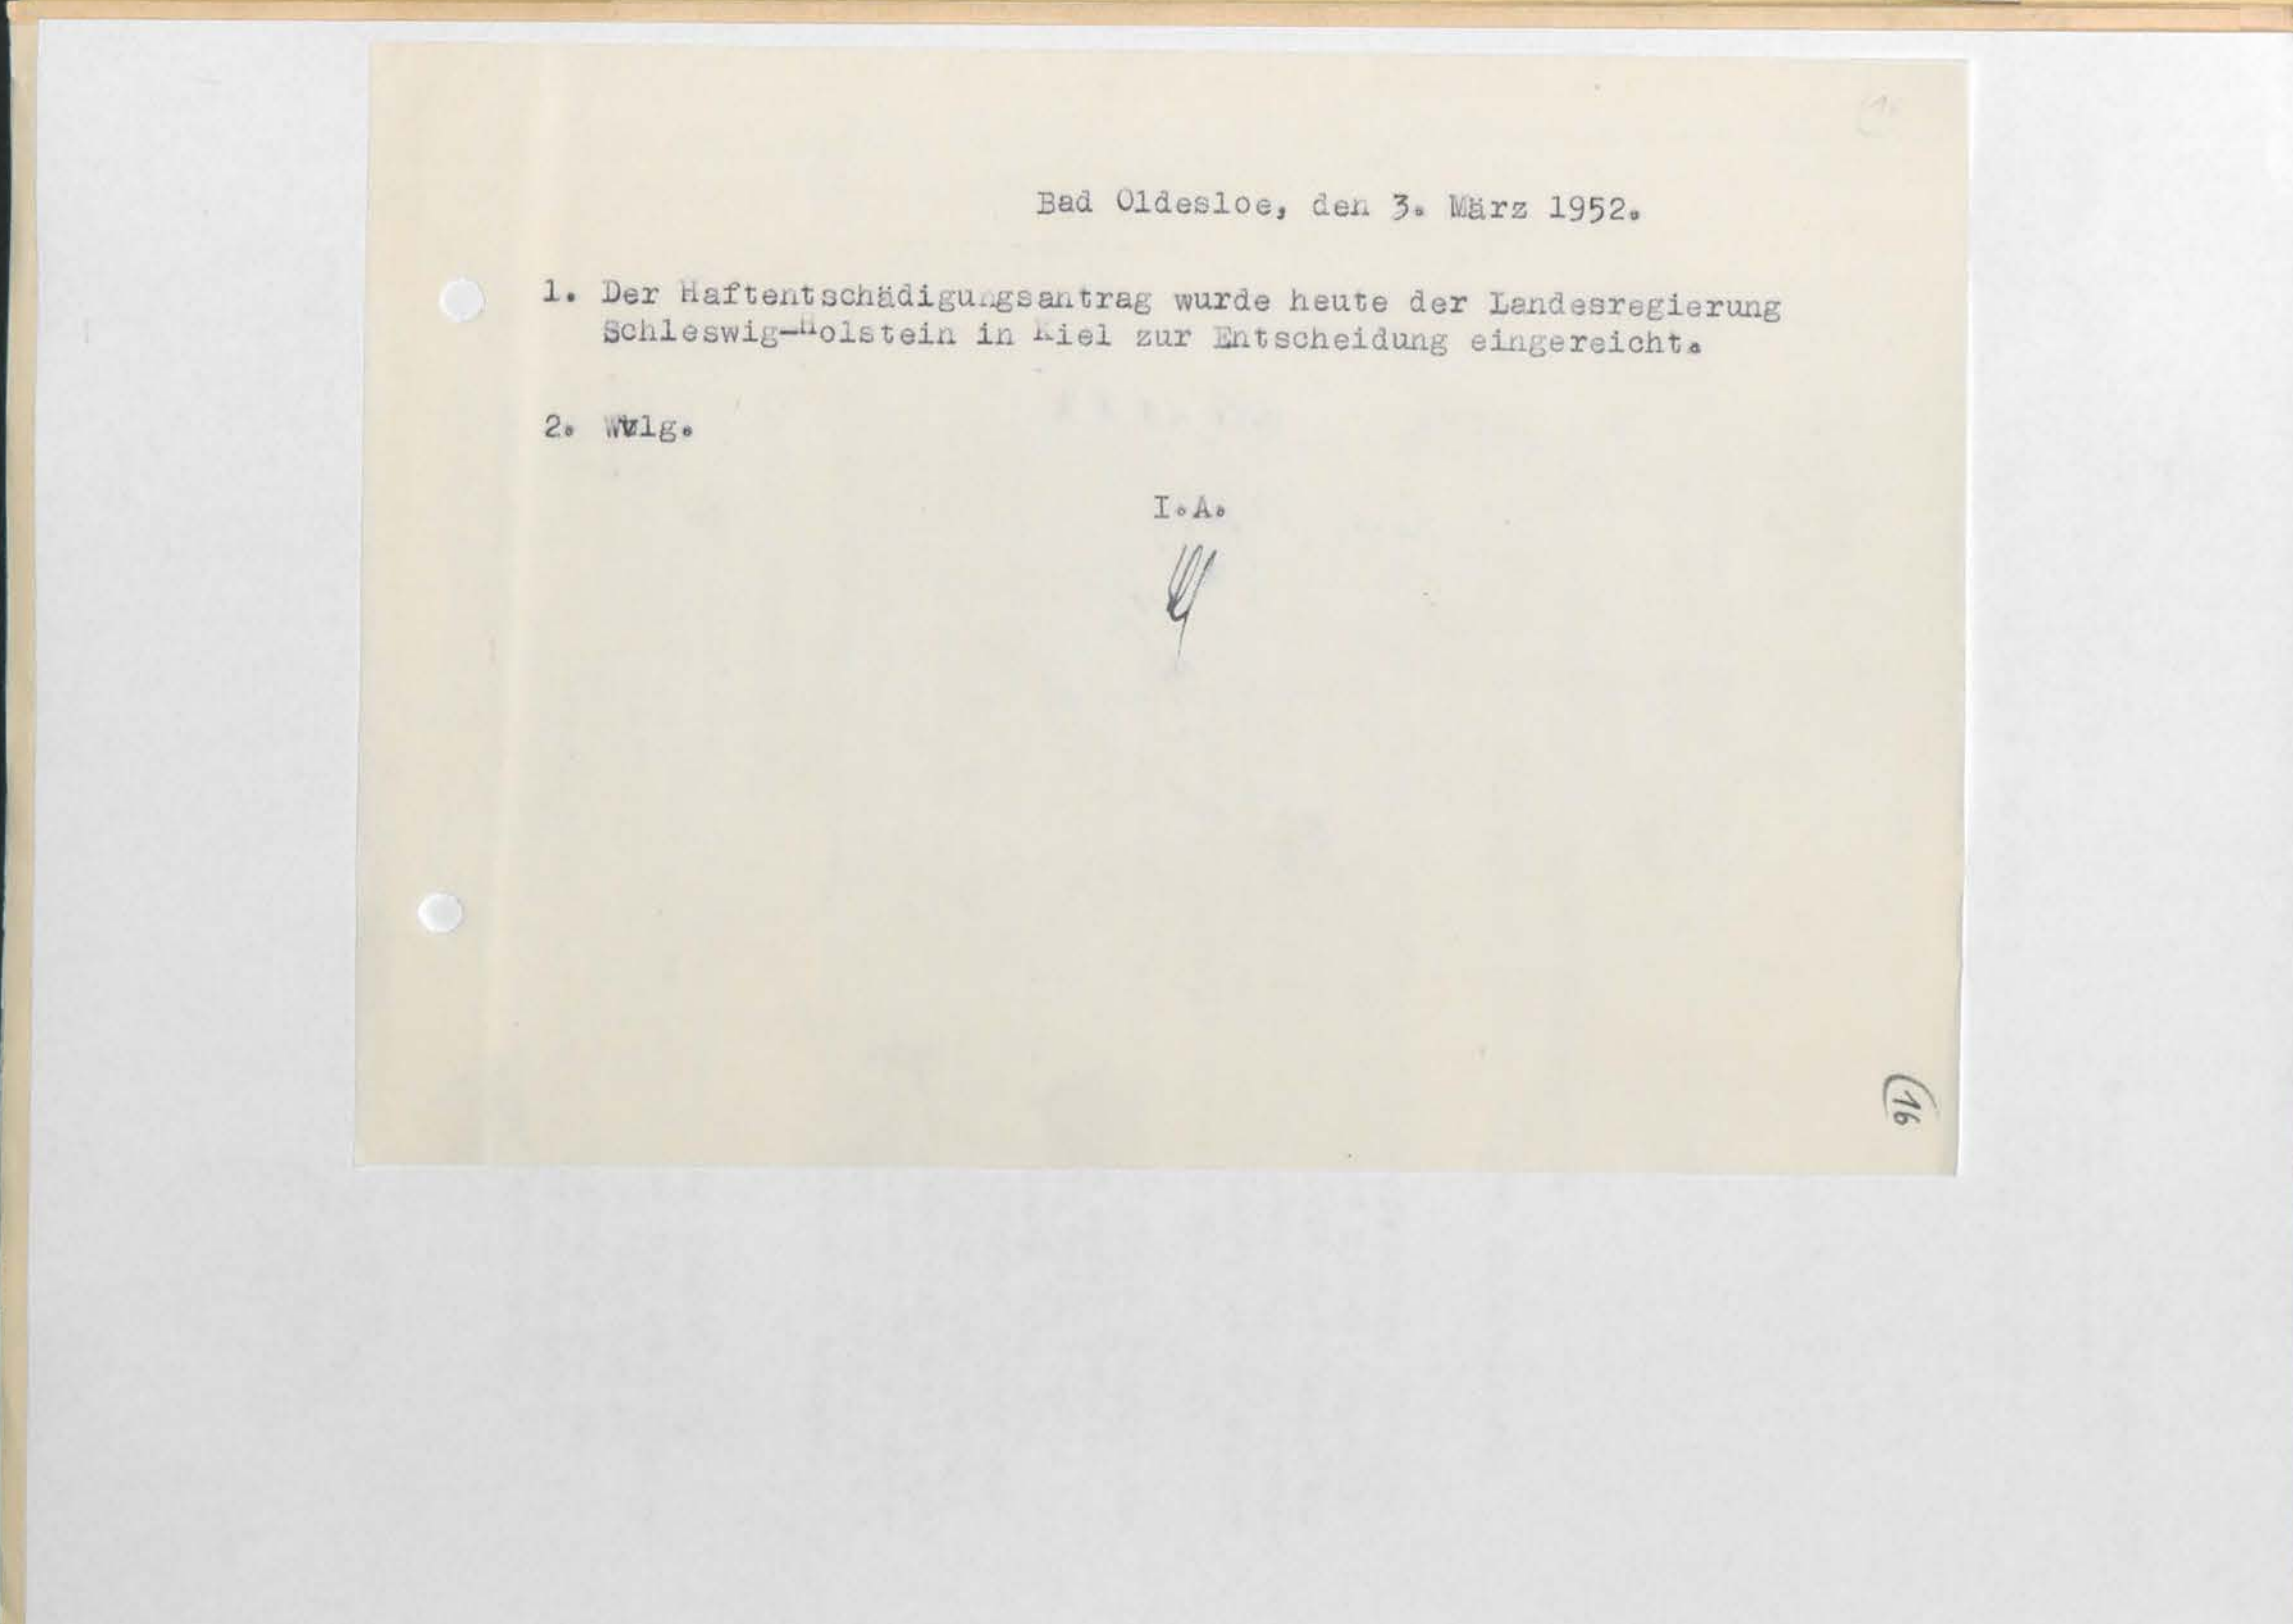 Bad Oldesloe, den 3. März 1952.
1. Der Haftentschädigungsantrag wurde heute der Landesregierung
Schleswig-Holstein in Kiel zur Entscheidung eingereicht.
2. Wvlg.
I.A.
16